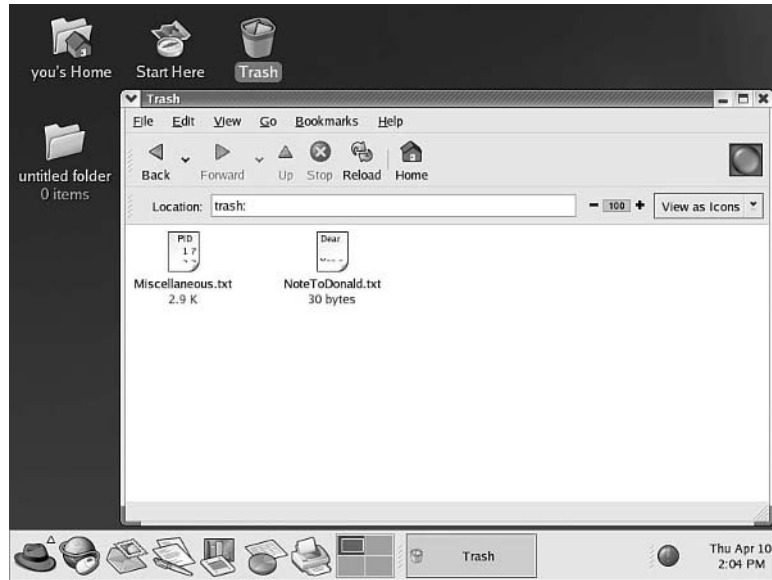 you's Home
Start Here
Trash
untitled folder
0 items
Trash
File Edit View Go Bookmarks Help
Back Forward Up Stop Reload Home
Location: trash: 100 View as Icons
PID
1 7
Dear
Miscellaneous.txt
2.9 K
NoteToDonald.txt
30 bytes
Trash
Thu Apr 10
2:04 PM